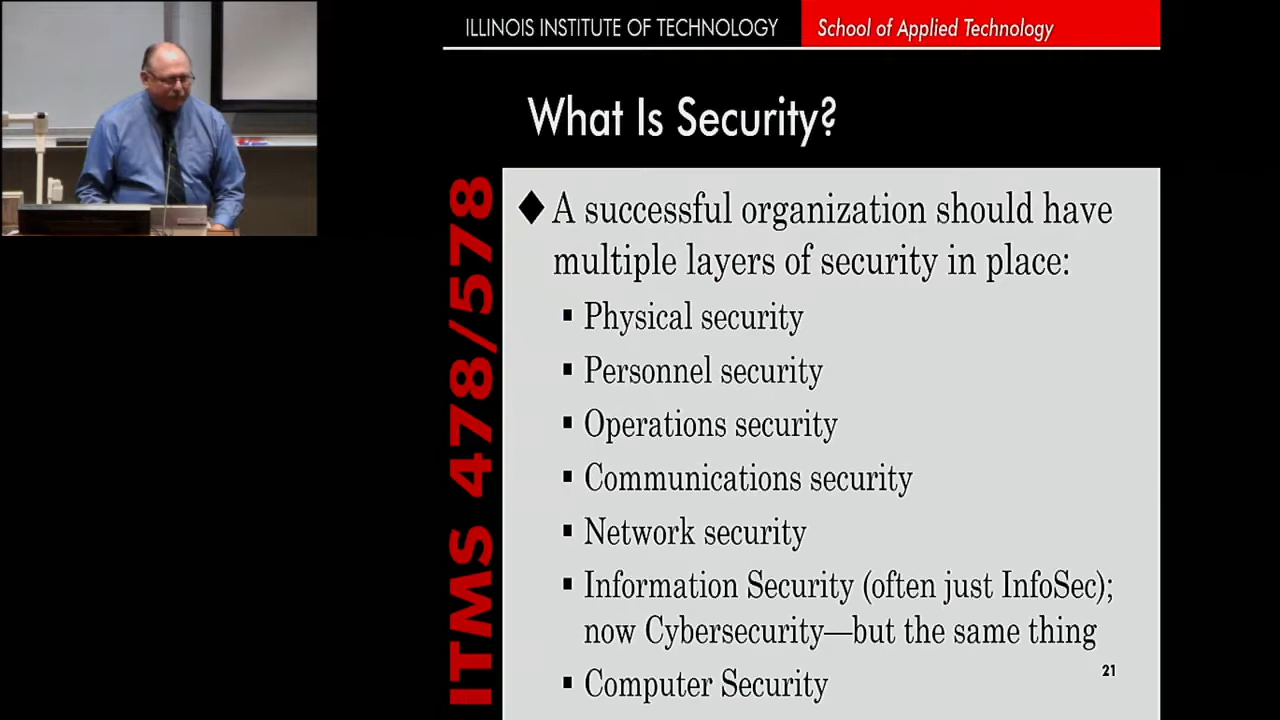 ILLINOIS INSTITUTE OF TECHNOLOGY
School of Applied Technology
What Is Security?
ITMS 478/578
◆ A successful organization should have
multiple layers of security in place:
▪ Physical security
▪ Personnel security
▪ Operations security
▪ Communications security
▪ Network security
▪ Information Security (often just InfoSec);
now Cybersecurity—but the same thing
▪ Computer Security
21